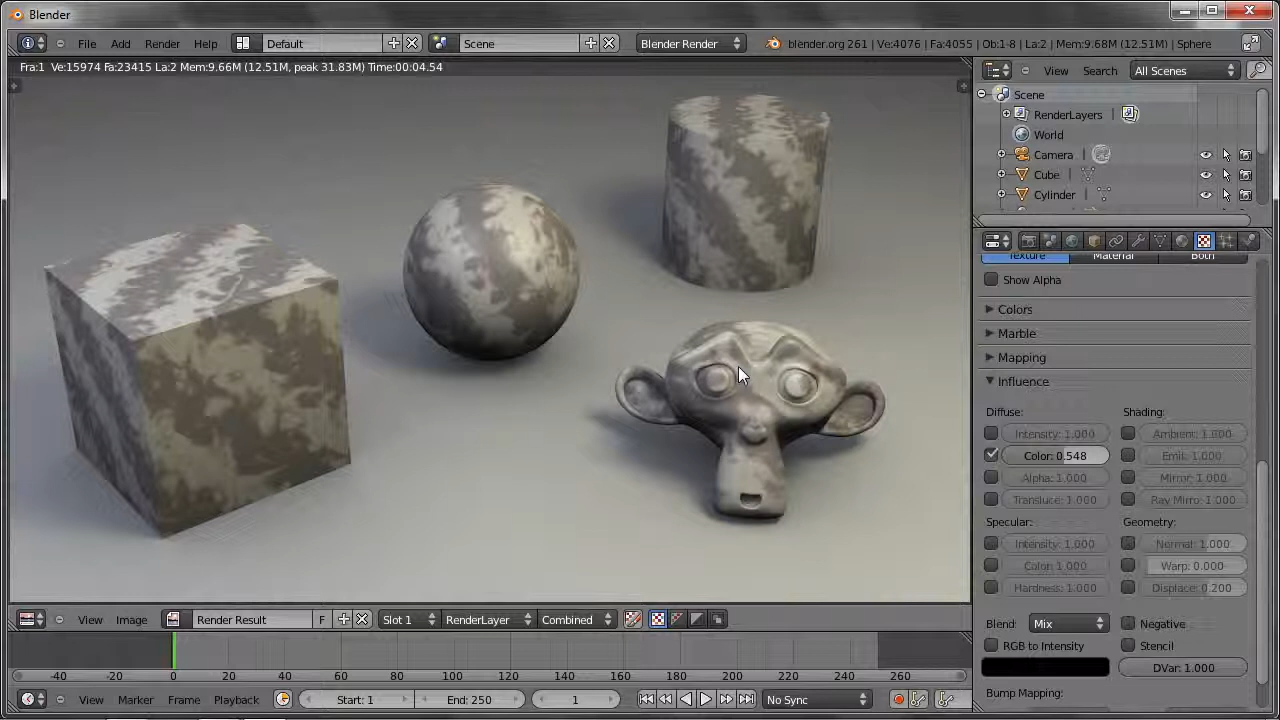 Blender
File Add Render Help Default Scene Blender Render blender.org 261 | Ve:4076 | Fa:4055 | Ob:1-8 | La:2 | Mem:9.68M (12.51M) | Sphere
Fra:1 Ve:15974 Fa:23415 La:2 Mem:9.66M (12.51M, peak 31.83M) Time:00:04.54
View Search All Scenes
Scene
RenderLayers |
World
Camera |
Cube |
Cylinder |
Texture Material Both
Show Alpha
Colors
Marble
Mapping
Influence
Diffuse: Shading:
Intensity: 1.000 Ambient: 1.000
Color: 0.548 Emit: 1.000
Alpha: 1.000 Mirror: 1.000
Transluce: 1.000 Ray Mirro: 1.000
Specular: Geometry:
Intensity: 1.000 Normal: 1.000
Color: 1.000 Warp: 0.000
Hardness: 1.000 Displace: 0.200
Blend: Mix Negative
RGB to Intensity Stencil
DVar: 1.000
Bump Mapping:
View Image Render Result F Slot 1 RenderLayer Combined
-40 -20 0 20 40 60 80 100 120 140 160 180 200 220 240 260
View Marker Frame Playback Start: 1 End: 250 1 No Sync